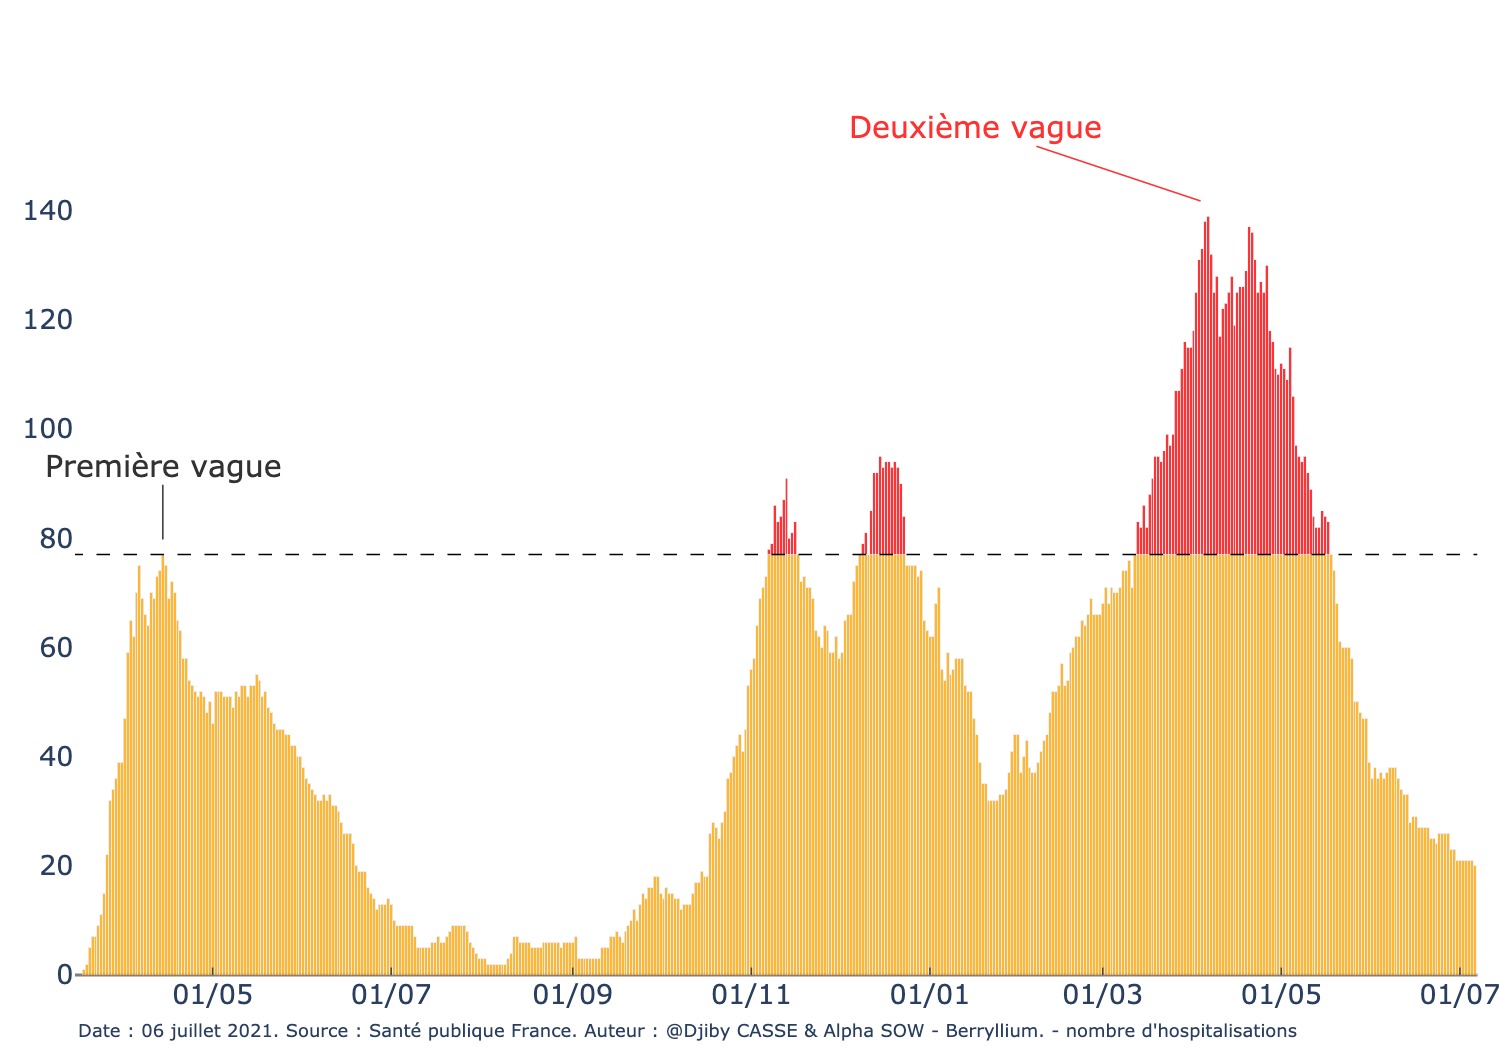 Deuxième vague
140
120
100
Première vague
80
60
40
20
0
01/05 01/07 01/09 01/11 01/01 01/03 01/05 01/07
Date : 06 juillet 2021. Source : Santé publique France. Auteur : @Djiby CASSE & Alpha SOW - Berryllium. - nombre d'hospitalisations